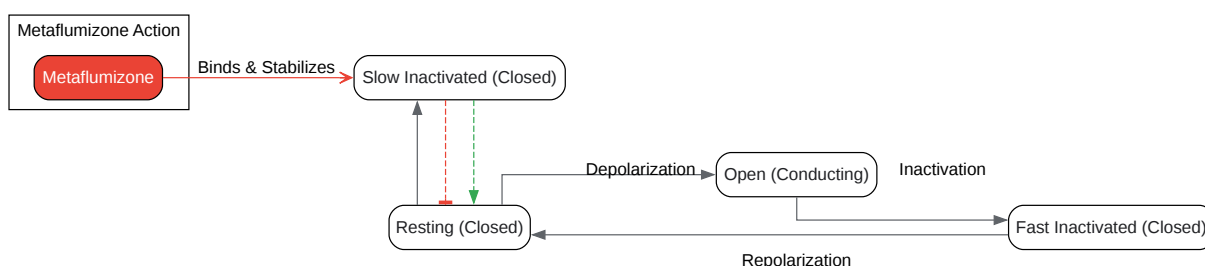 Metaflumizone Action
Metaflumizone
Binds & Stabilizes
Slow Inactivated (Closed)
Depolarization
Open (Conducting)
Inactivation
Resting (Closed)
Fast Inactivated (Closed)
Repolarization